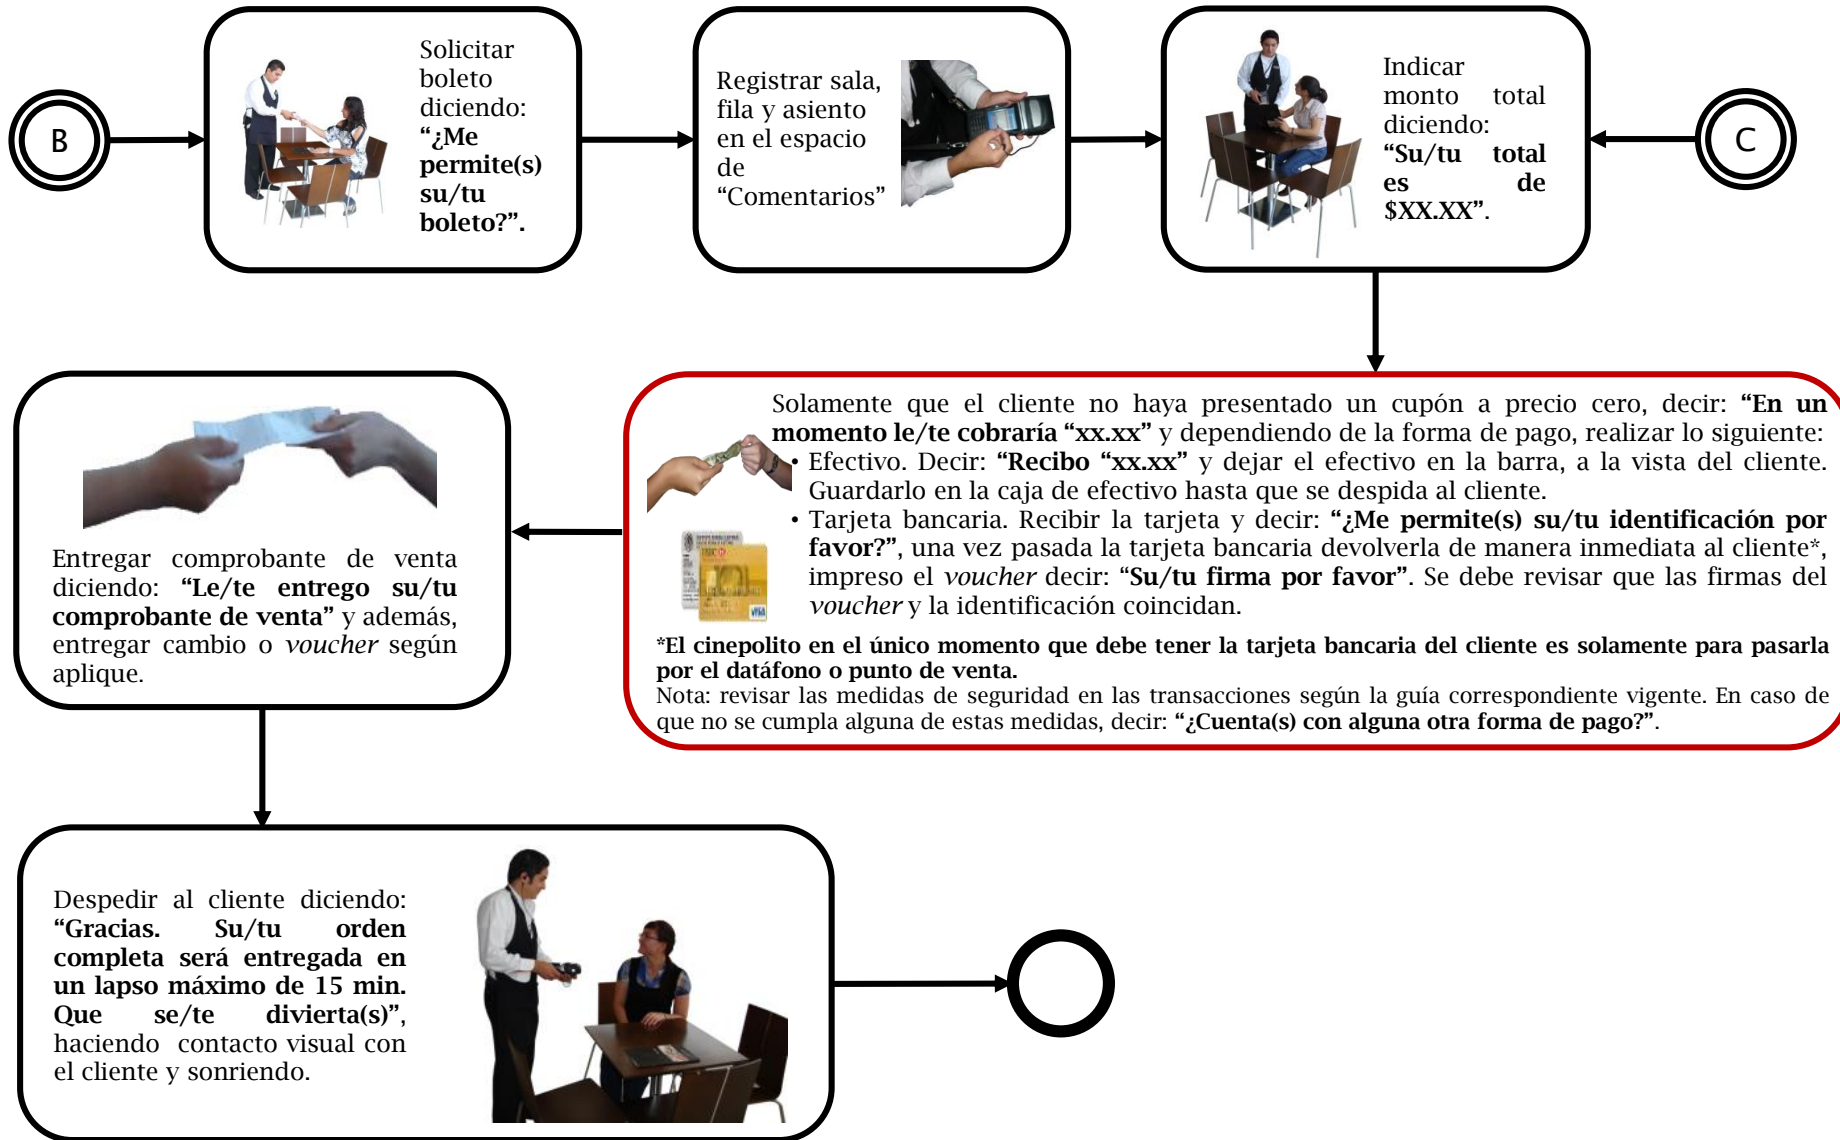 B
Solicitar
boleto
diciendo:
“¿Me
permite(s)
su/tu
boleto?”.
Registrar sala,
fila y asiento
en el espacio
de
“Comentarios”
Indicar
monto total
diciendo:
“Su/tu total
es de
$XX.XX”.
C
Solamente que el cliente no haya presentado un cupón a precio cero, decir: “En un
momento le/te cobraría “xx.xx” y dependiendo de la forma de pago, realizar lo siguiente:
• Efectivo. Decir: “Recibo “xx.xx” y dejar el efectivo en la barra, a la vista del cliente.
Guardarlo en la caja de efectivo hasta que se despida al cliente.
• Tarjeta bancaria. Recibir la tarjeta y decir: “¿Me permite(s) su/tu identificación por
favor?”, una vez pasada la tarjeta bancaria devolverla de manera inmediata al cliente*,
impreso el voucher decir: “Su/tu firma por favor”. Se debe revisar que las firmas del
voucher y la identificación coincidan.
*El cinepolito en el único momento que debe tener la tarjeta bancaria del cliente es solamente para pasarla
por el datáfono o punto de venta.
Nota: revisar las medidas de seguridad en las transacciones según la guía correspondiente vigente. En caso de
que no se cumpla alguna de estas medidas, decir: “¿Cuenta(s) con alguna otra forma de pago?”.
Entregar comprobante de venta
diciendo: “Le/te entrego su/tu
comprobante de venta” y además,
entregar cambio o voucher según
aplique.
Despedir al cliente diciendo:
“Gracias. Su/tu orden
completa será entregada en
un lapso máximo de 15 min.
Que se/te divierta(s)”,
haciendo contacto visual con
el cliente y sonriendo.